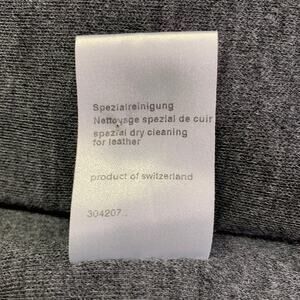 Spezialreinigung
Nettoyage spezial de cuir
spezial dry cleaning
for leather
product of switzerland
304207..